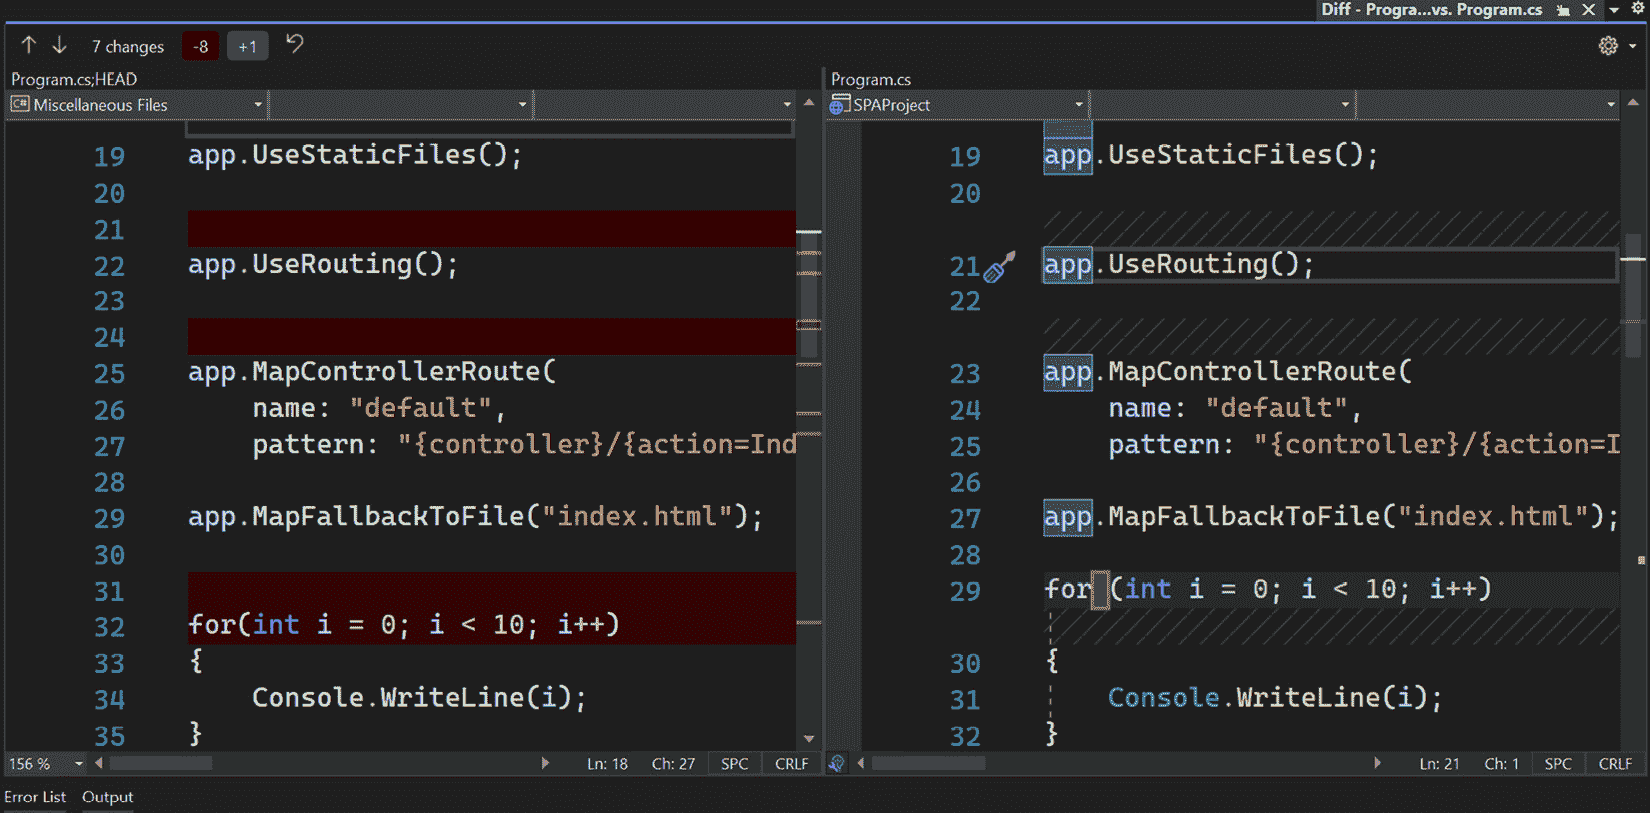 Diff - Progra...vs. Program.cs
7 changes -8 +1
Program.cs;HEAD
C# Miscellaneous Files
19 app.UseStaticFiles();
20
21
22 app.UseRouting();
23
24
25 app.MapControllerRoute(
26 name: "default",
27 pattern: "{controller}/{action=Ind
28
29 app.MapFallbackToFile("index.html");
30
31
32 for(int i = 0; i < 10; i++)
33 {
34 Console.WriteLine(i);
35 }
156 % Ln: 18 Ch: 27 SPC CRLF
Program.cs
SPAProject
19 app.UseStaticFiles();
20
21 app.UseRouting();
22
23 app.MapControllerRoute(
24 name: "default",
25 pattern: "{controller}/{action=I
26
27 app.MapFallbackToFile("index.html");
28
29 for (int i = 0; i < 10; i++)
30 {
31 Console.WriteLine(i);
32 }
Ln: 21 Ch: 1 SPC CRLF
Error List Output